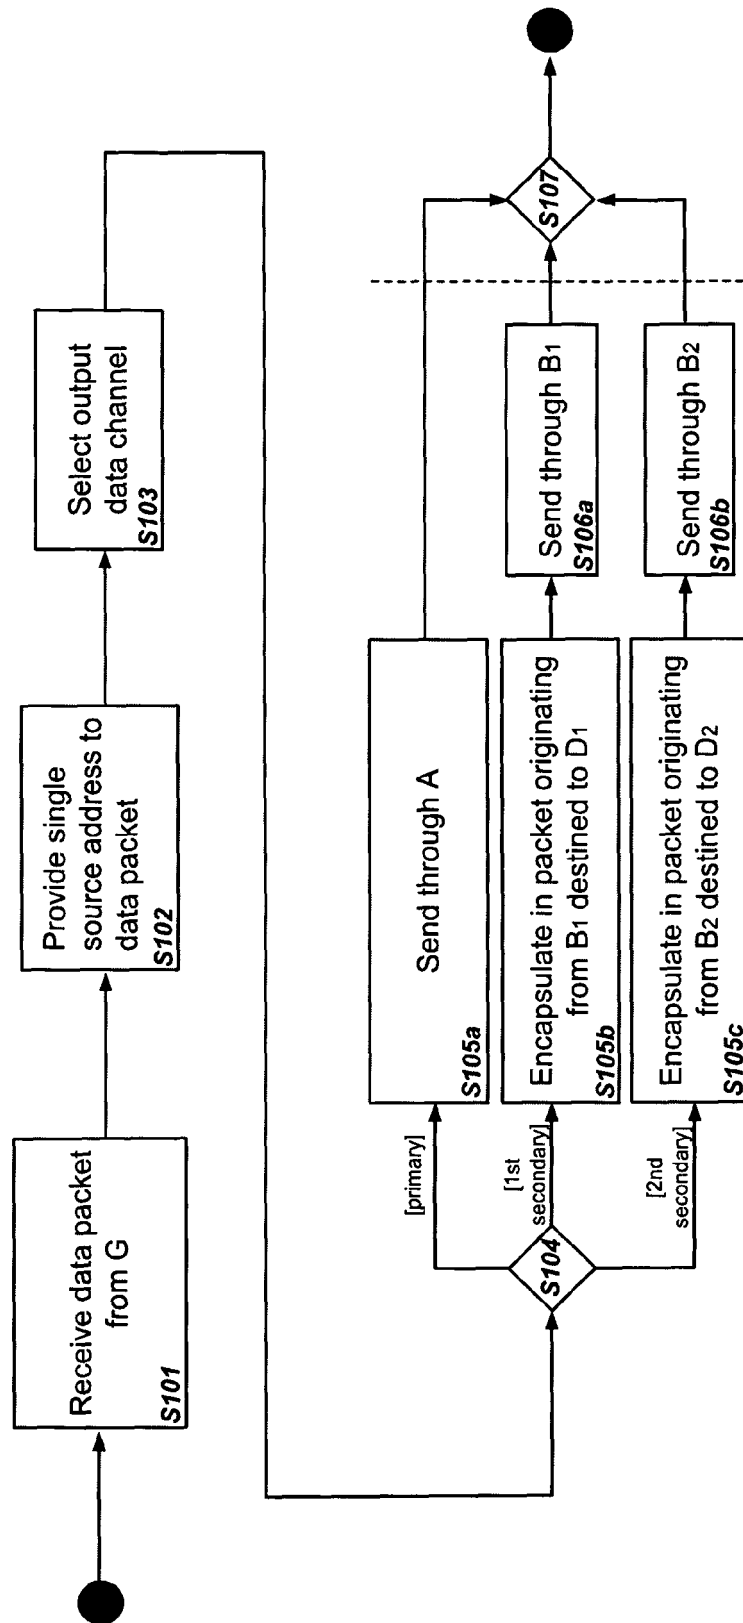 Receive data packet
from G
S101
Provide single
source address to
data packet
S102
Select output
data channel
S103
S104
[primary]
[1st
secondary]
[2nd
secondary]
Send through A
S105a
Encapsulate in packet originating
from B1 destined to D1
S105b
Encapsulate in packet originating
from B2 destined to D2
S105c
Send through B1
S106a
Send through B2
S106b
S107